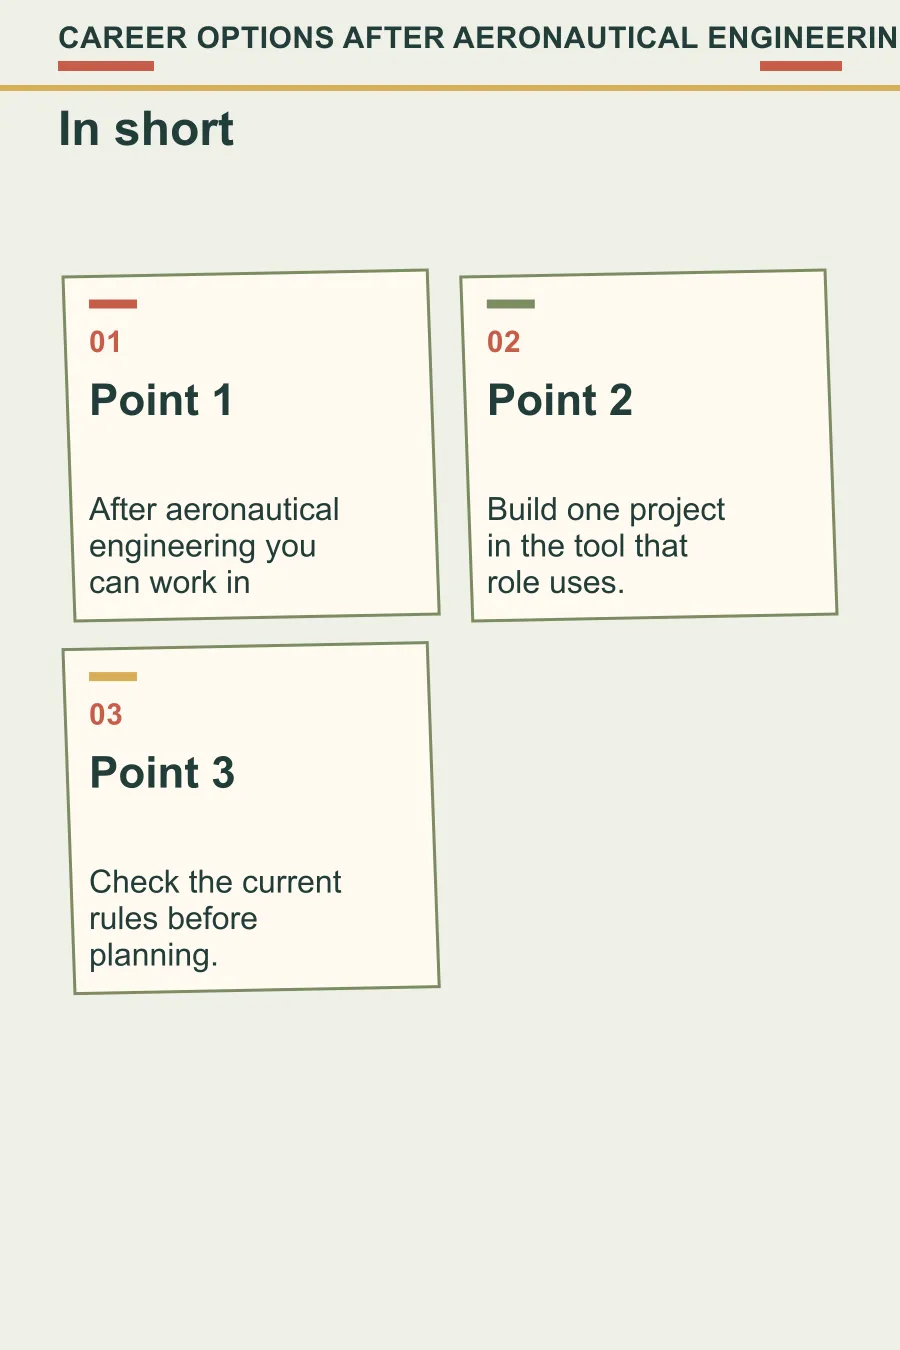 CAREER OPTIONS AFTER AERONAUTICAL ENGINEERIN
In short
01
Point 1
After aeronautical
engineering you
can work in
02
Point 2
Build one project
in the tool that
role uses.
03
Point 3
Check the current
rules before
planning.